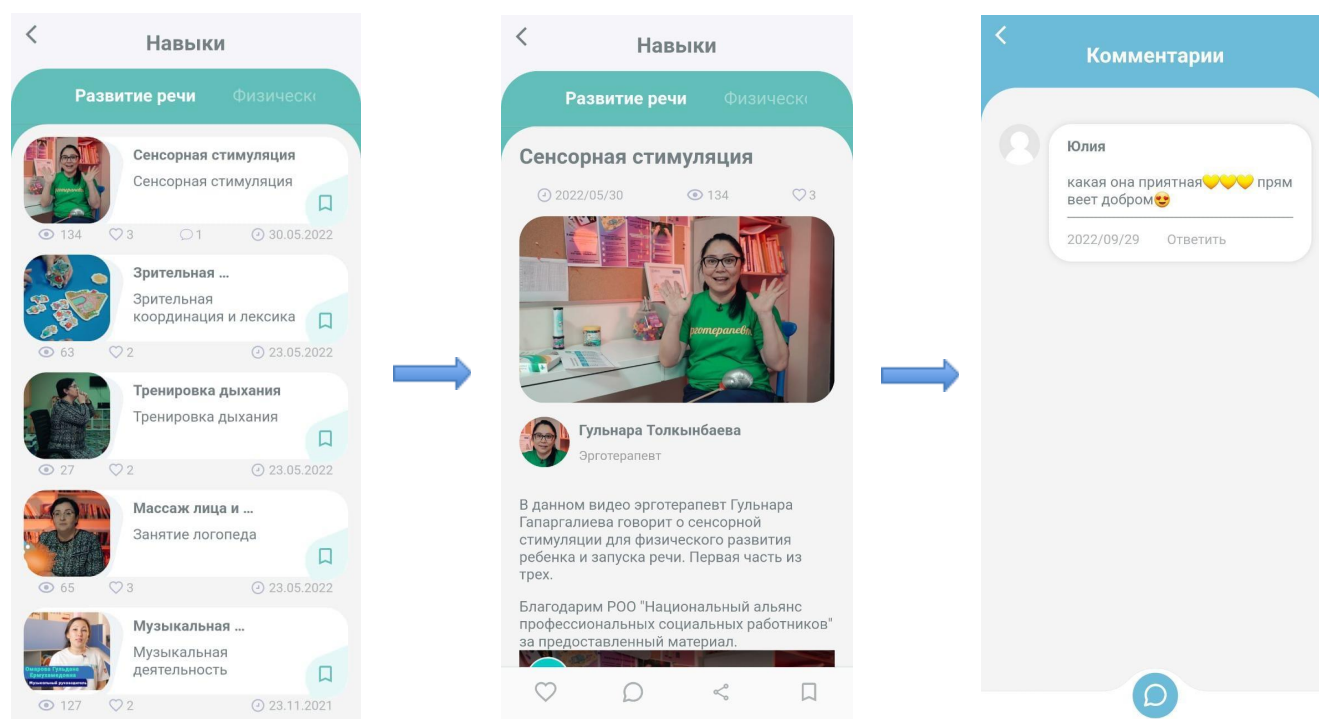 Навыки
Развитие речи Физическ
Сенсорная стимуляция
Сенсорная стимуляция
134 3 1 30.05.2022
Зрительная ...
Зрительная
координация и лексика
63 2 23.05.2022
Тренировка дыхания
Тренировка дыхания
27 2 23.05.2022
Массаж лица и ...
Занятие логопеда
65 3 23.05.2022
Музыкальная ...
Музыкальная
деятельность
Музыкальный руководитель
127 2 23.11.2021
Навыки
Развитие речи Физическ
Сенсорная стимуляция
2022/05/30 134 3
Гульнара Толкынбаева
Эрготерапевт
В данном видео эрготерапевт Гульнара
Гапаргалиева говорит о сенсорной
стимуляции для физического развития
ребенка и запуска речи. Первая часть из
трех.
Благодарим РОО "Национальный альянс
профессиональных социальных работников"
за предоставленный материал.
Комментарии
Юлия
какая она приятная💛💛💛 прям
веет добром😍
2022/09/29 Ответить